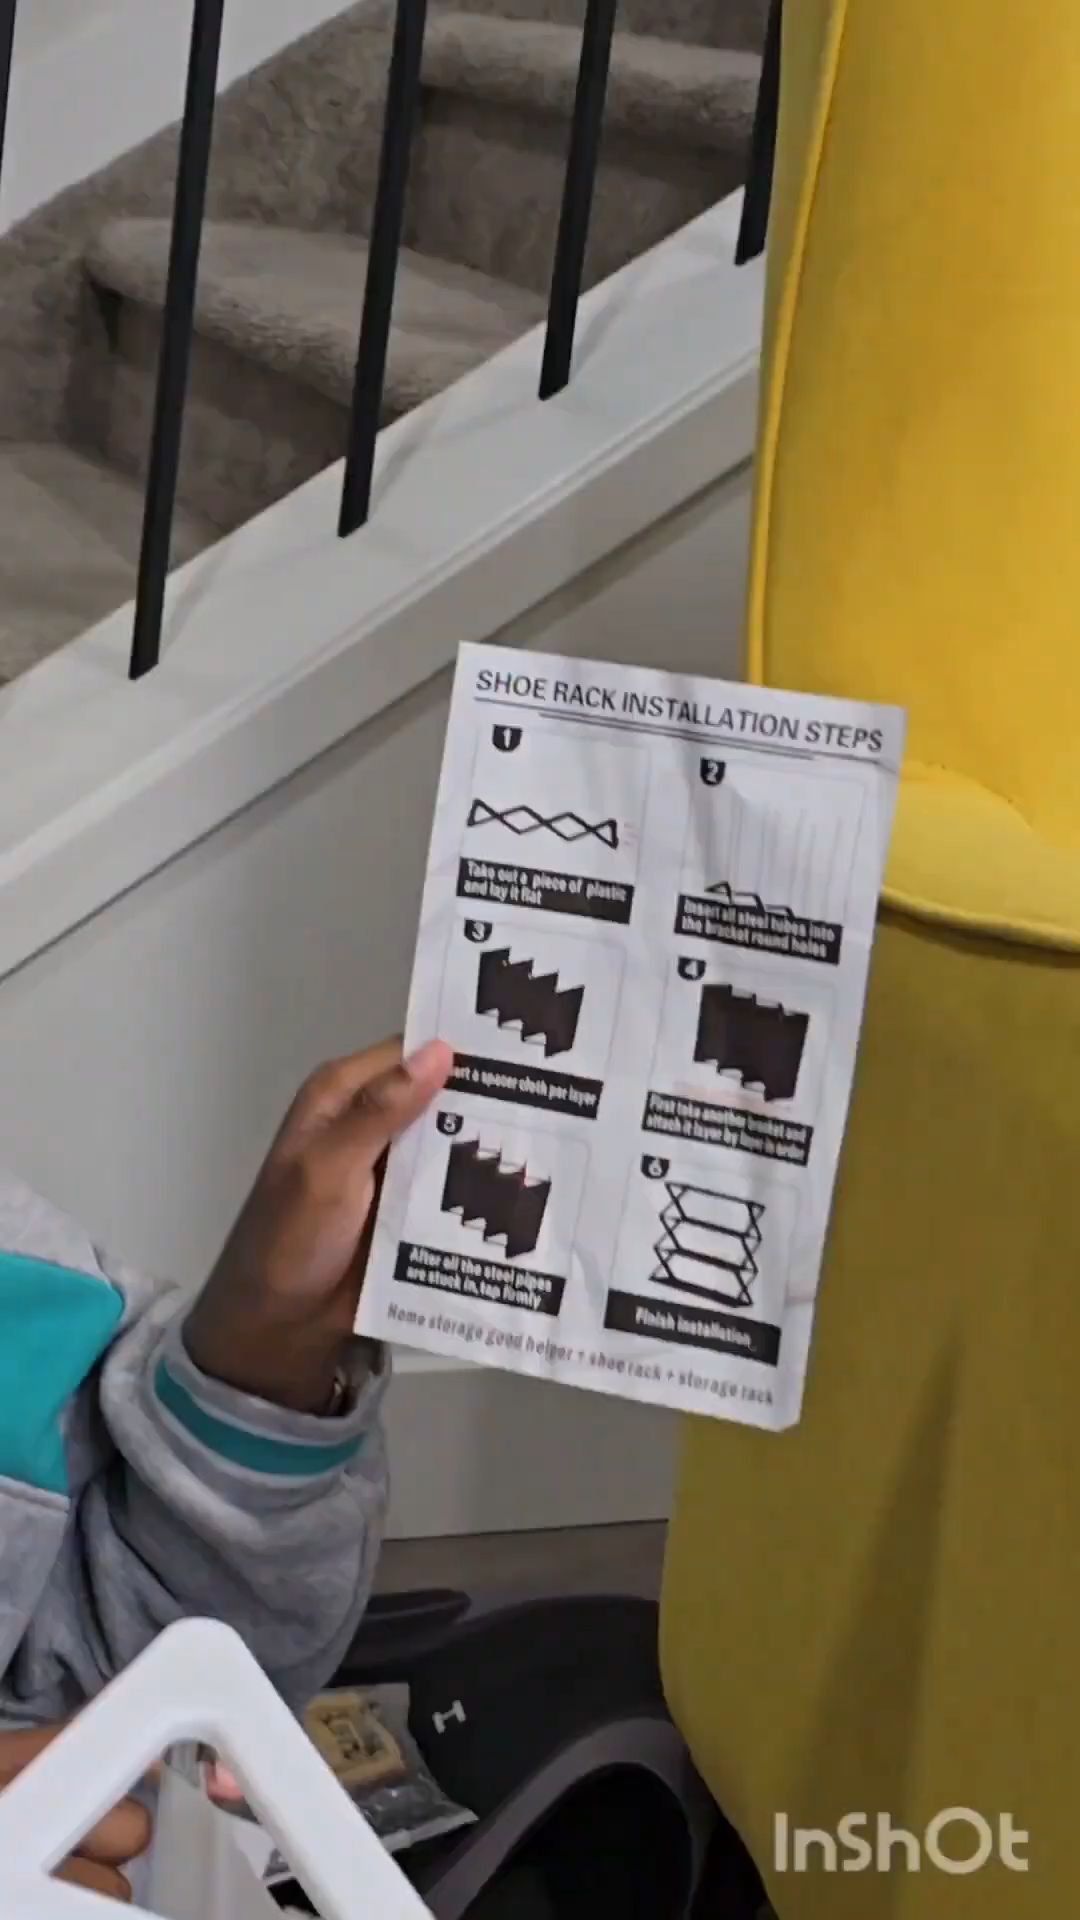 SHOE RACK INSTALLATION STEPS
1
Take out a piece of plastic
and lay it flat
2
Insert all steel tubes into
the bracket round holes
3
a spacer cloth per layer
4
First take another bracket and
attach it layer by layer in order
5
After all the steel pipes
are stuck in, tap firmly
6
Finish installation
Home storage good helper + shoe rack + storage rack
InShOt